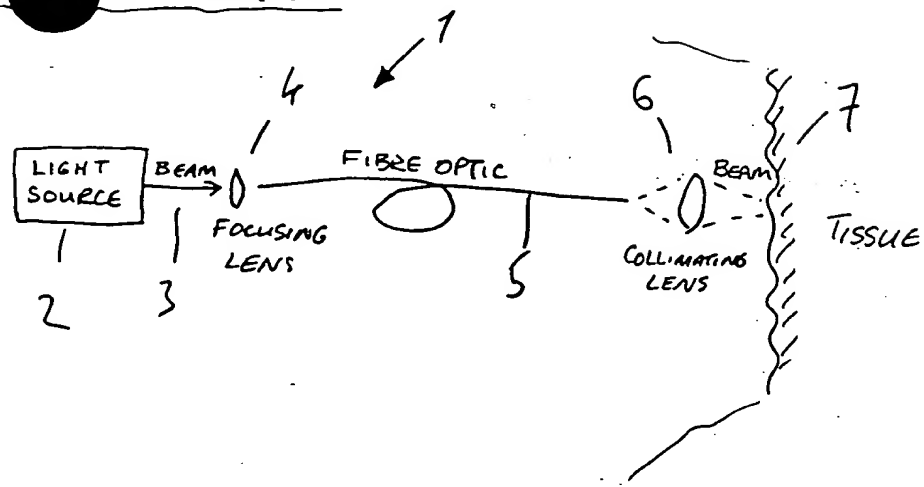 1
4
6
7
LIGHT
SOURCE
BEAM
FIBRE OPTIC
BEAM
FOCUSING
LENS
COLLIMATING
LENS
TISSUE
2
3
5